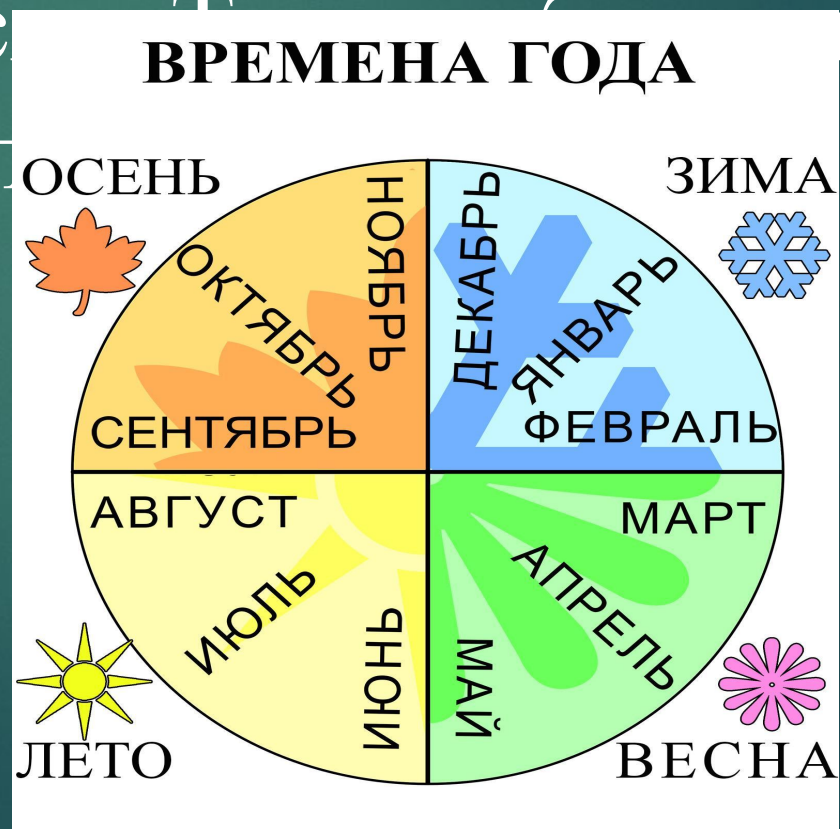 ВРЕМЕНА ГОДА
ОСЕНЬ
ЗИМА
НОЯБРЬ
ОКТЯБРЬ
СЕНТЯБРЬ
ДЕКАБРЬ
ЯНВАРЬ
ФЕВРАЛЬ
АВГУСТ
ИЮЛЬ
ИЮНЬ
МАРТ
АПРЕЛЬ
МАЙ
ЛЕТО
ВЕСНА